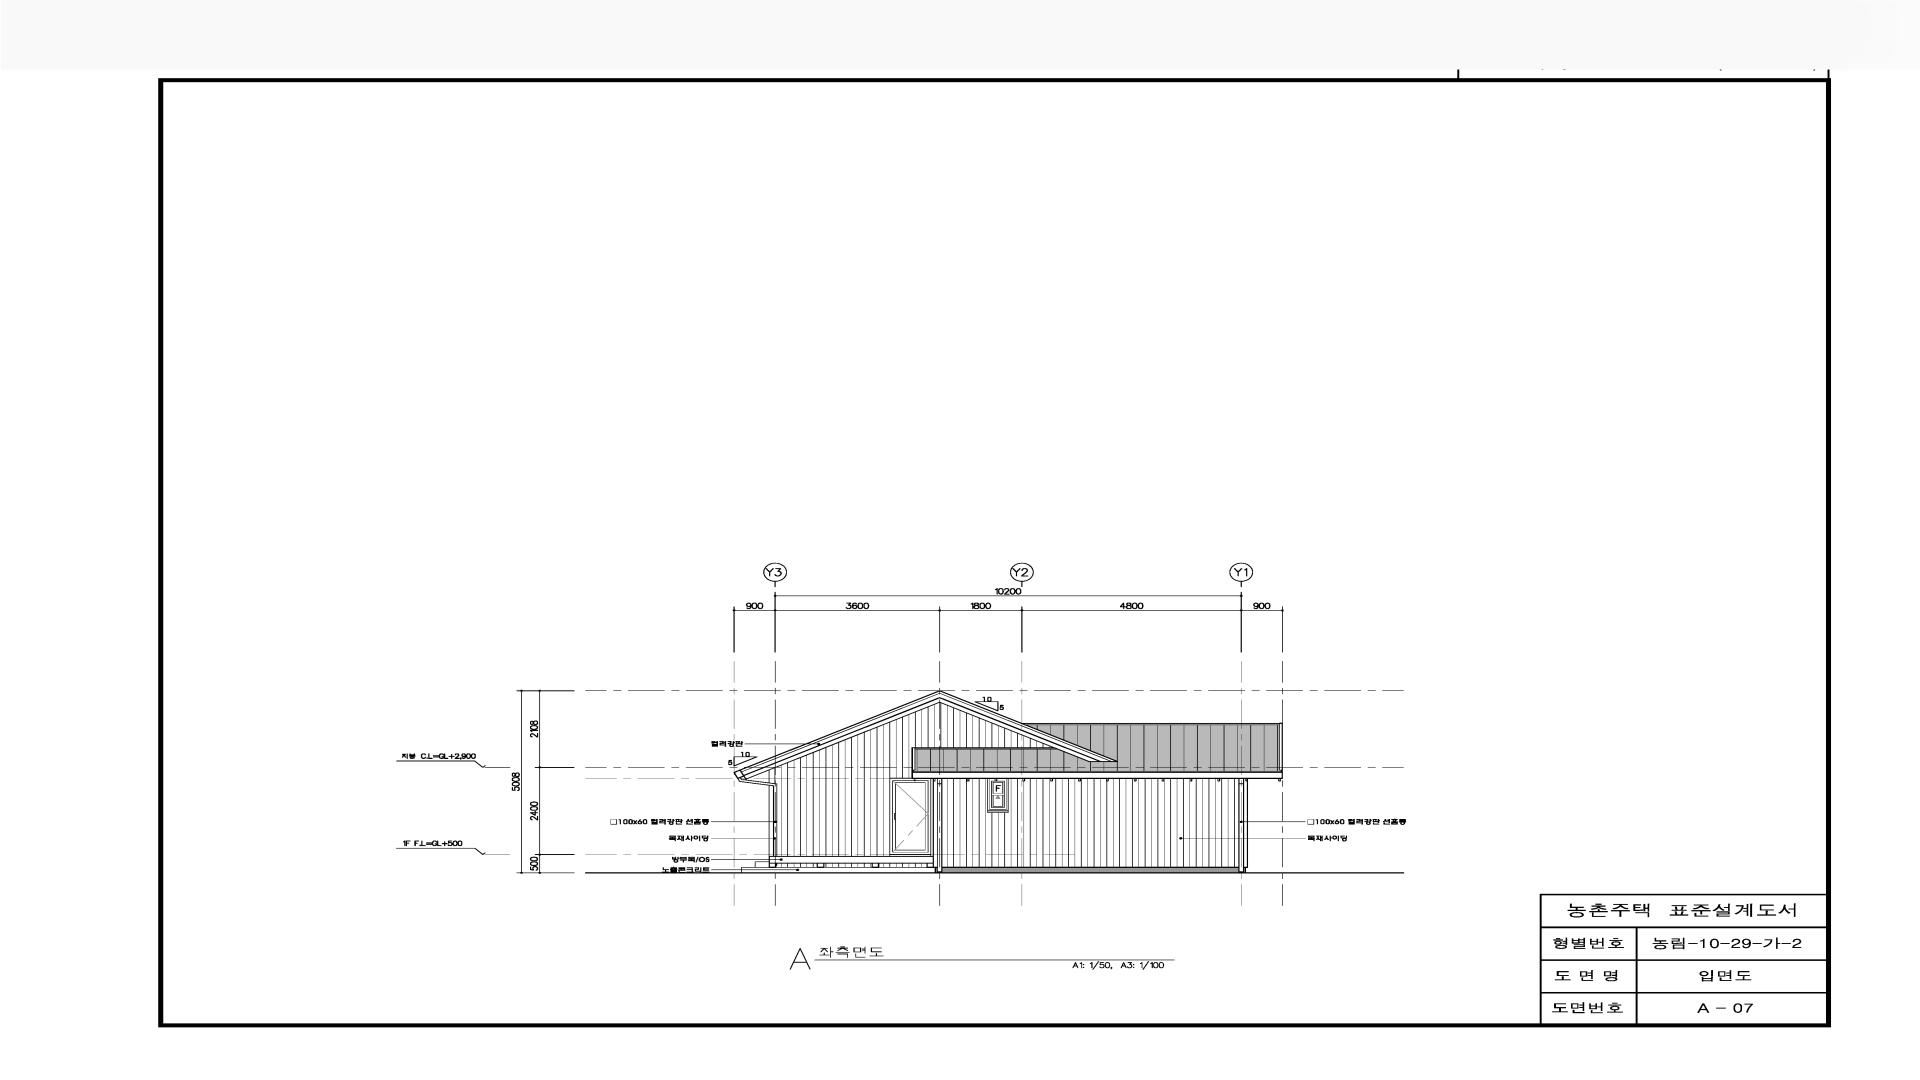 Y3 Y2 Y1
10200
900 3600 1800 4800 900
10
5
2108
컬러강판
10
5
지붕 C.L=GL+2,900
5008
F
2400
□100x60 컬러강판 선홈통
□100x60 컬러강판 선홈통
목재사이딩
목재사이딩
1F F.L=GL+500
방부목/OS
500
노출콘크리트
A 좌측면도
A1: 1/50, A3: 1/100
농촌주택 표준설계도서
형별번호 농림-10-29-가-2
도 면 명 입면도
도면번호 A - 07